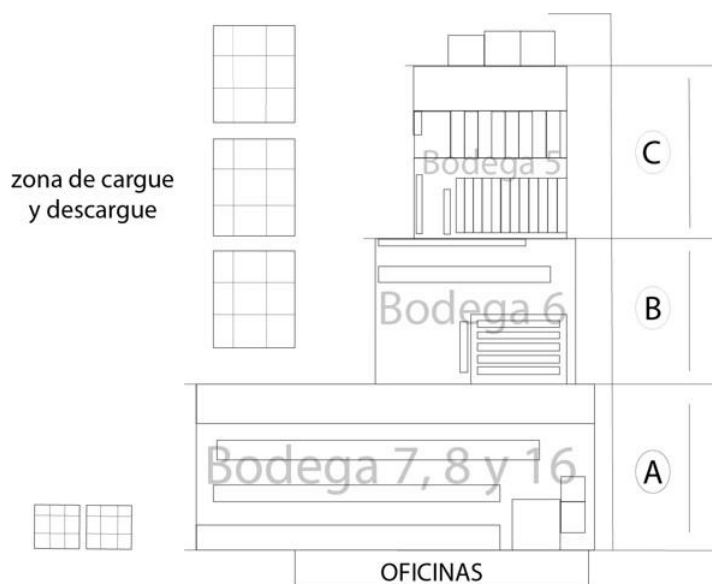 zona de cargue
y descargue
Bodega 5
C
Bodega 6
B
Bodega 7, 8 y 16
A
OFICINAS